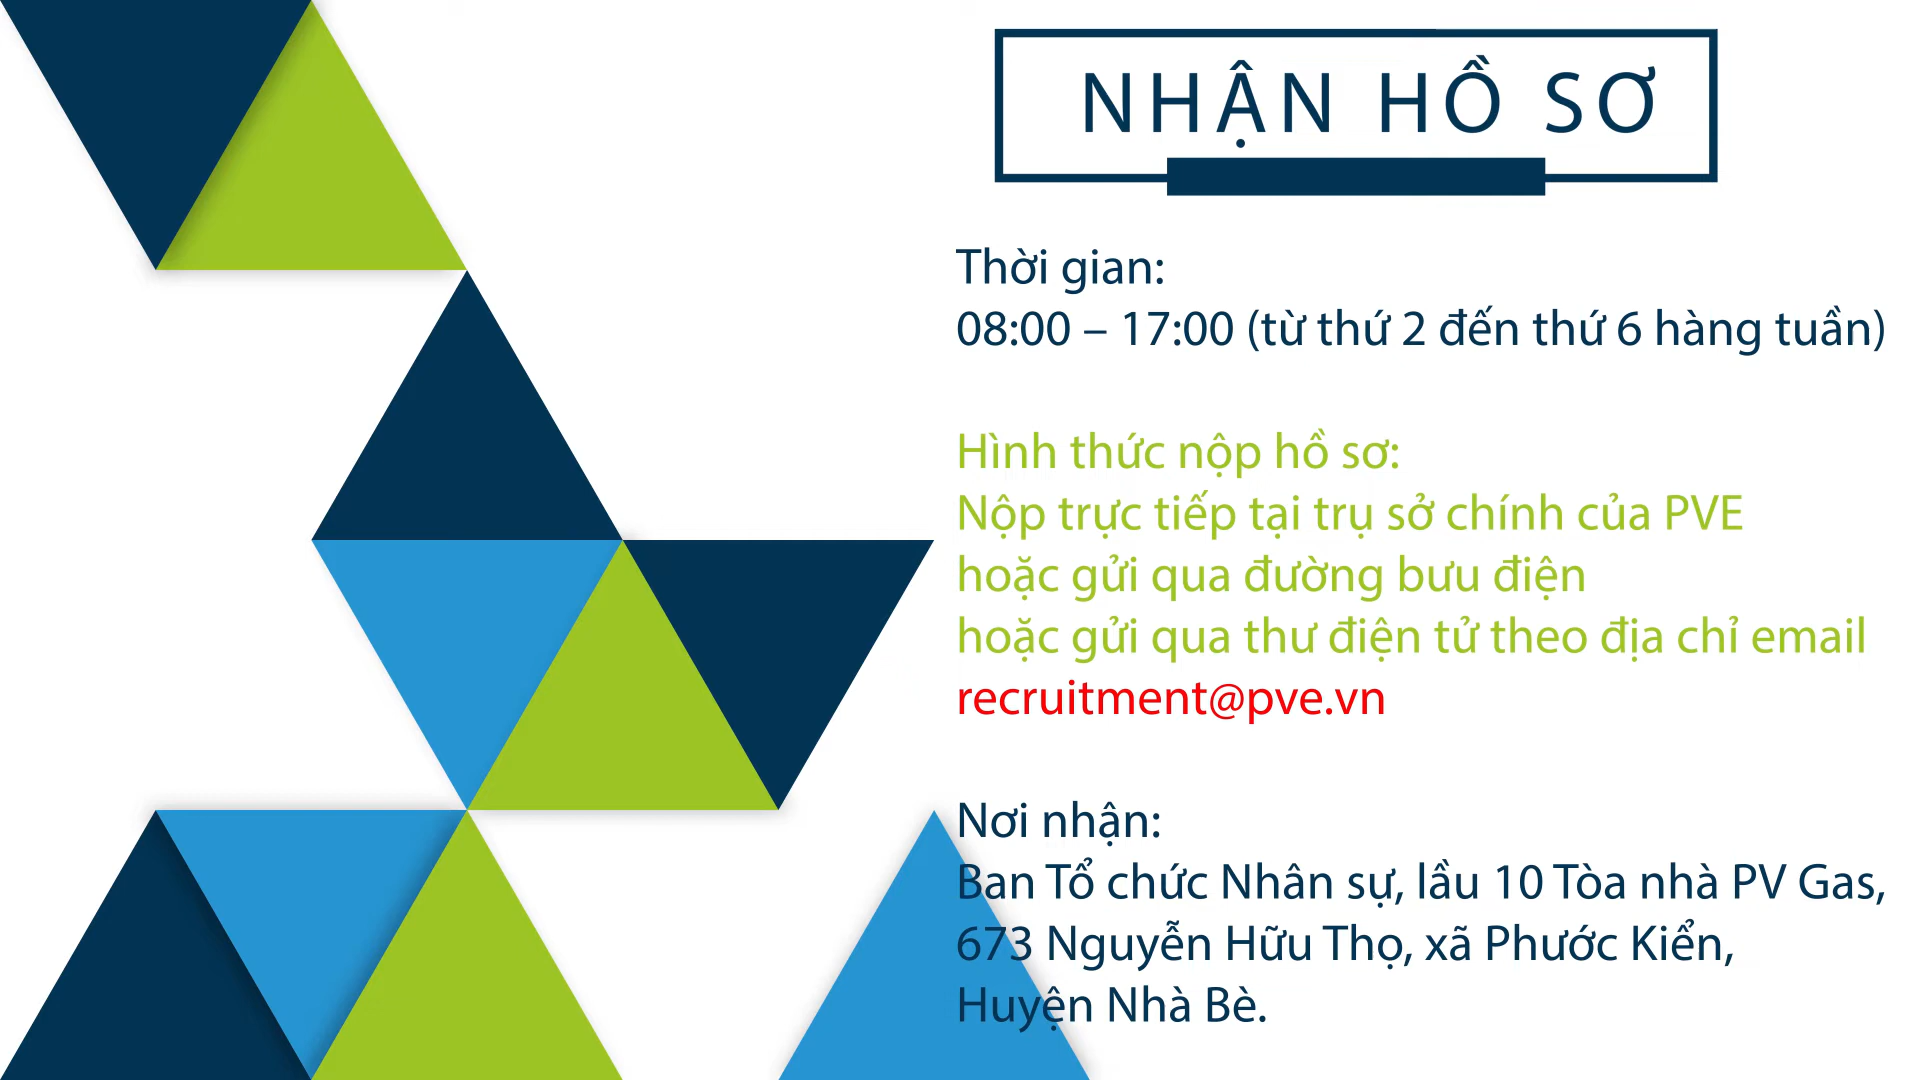 NHẬN HỒ SƠ
Thời gian:
08:00 – 17:00 (từ thứ 2 đến thứ 6 hàng tuần)
Hình thức nộp hồ sơ:
Nộp trực tiếp tại trụ sở chính của PVE
hoặc gửi qua đường bưu điện
hoặc gửi qua thư điện tử theo địa chỉ email
recruitment@pve.vn
Nơi nhận:
Ban Tổ chức Nhân sự, lầu 10 Tòa nhà PV Gas,
673 Nguyễn Hữu Thọ, xã Phước Kiển,
Huyện Nhà Bè.